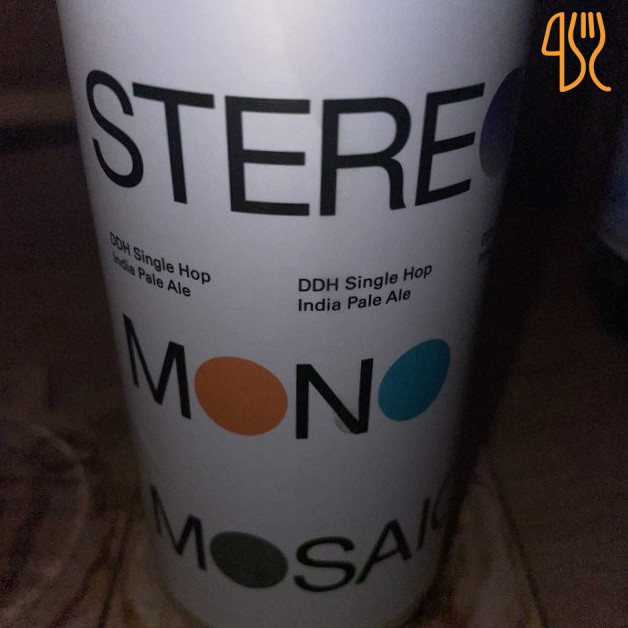 STEREO
DDH Single Hop
India Pale Ale
DDH Single Hop
India Pale Ale
MONO
MOSAIC